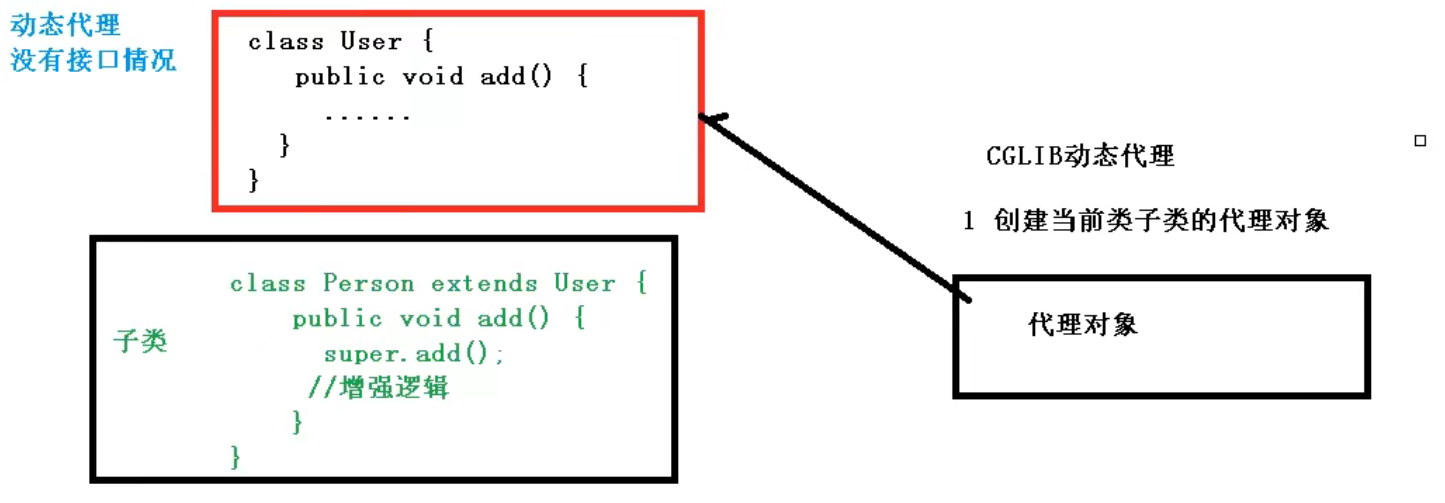 动态代理
没有接口情况
class User {
public void add() {
......
}
}
CGLIB动态代理
1 创建当前类子类的代理对象
代理对象
子类
class Person extends User {
public void add() {
super.add();
//增强逻辑
}
}